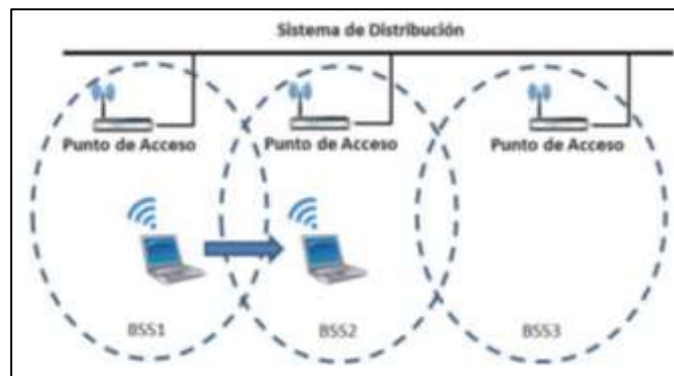 Sistema de Distribución
Punto de Acceso
Punto de Acceso
Punto de Acceso
BSS1
BSS2
BSS3